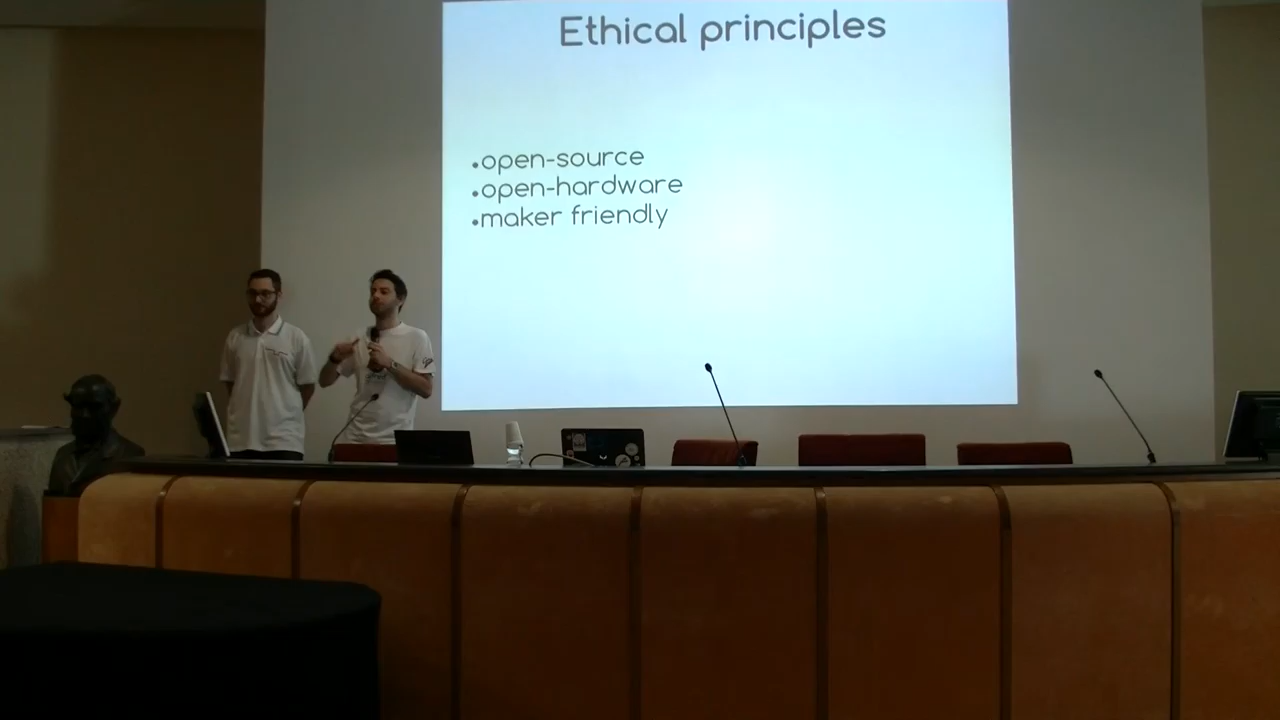 Ethical principles
•open-source
•open-hardware
•maker friendly